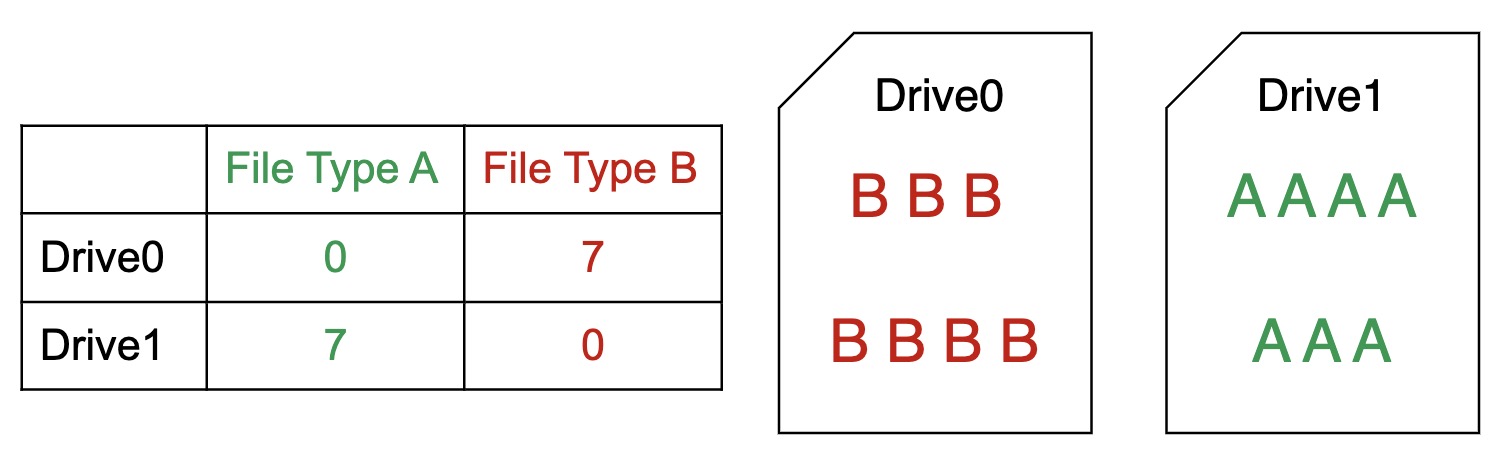 File Type A File Type B
Drive0 0 7
Drive1 7 0
Drive0
B B B
B B B B
Drive1
A A A A
A A A